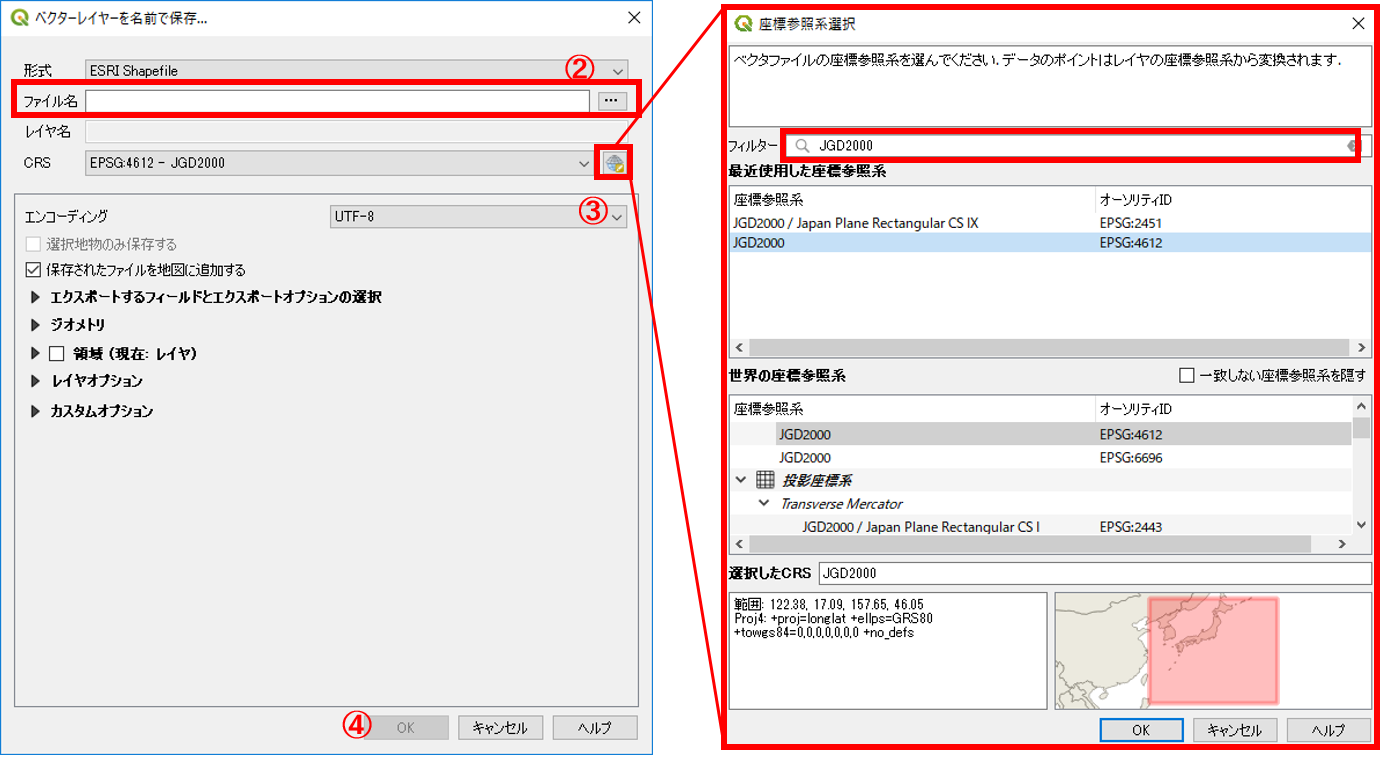 ベクターレイヤーを名前で保存...
形式 ESRI Shapefile ②
ファイル名 ...
レイヤ名
CRS EPSG:4612 - JGD2000
エンコーディング UTF-8 ③
選択地物のみ保存する
保存されたファイルを地図に追加する
エクスポートするフィールドとエクスポートオプションの選択
ジオメトリ
領域 (現在: レイヤ)
レイヤオプション
カスタムオプション
④ OK キャンセル ヘルプ
座標参照系選択
ベクタファイルの座標参照系を選んでください. データのポイントはレイヤの座標参照系から変換されます.
フィルター JGD2000
最近使用した座標参照系
座標参照系 オーソリティID
JGD2000 / Japan Plane Rectangular CS IX EPSG:2451
JGD2000 EPSG:4612
世界の座標参照系 一致しない座標参照系を隠す
座標参照系 オーソリティID
JGD2000 EPSG:4612
JGD2000 EPSG:6696
投影座標系
Transverse Mercator
JGD2000 / Japan Plane Rectangular CS I EPSG:2443
選択したCRS JGD2000
範囲: 122.38, 17.09, 157.65, 46.05
Proj4: +proj=longlat +ellps=GRS80
+towgs84=0,0,0,0,0,0,0 +no_defs
OK キャンセル ヘルプ